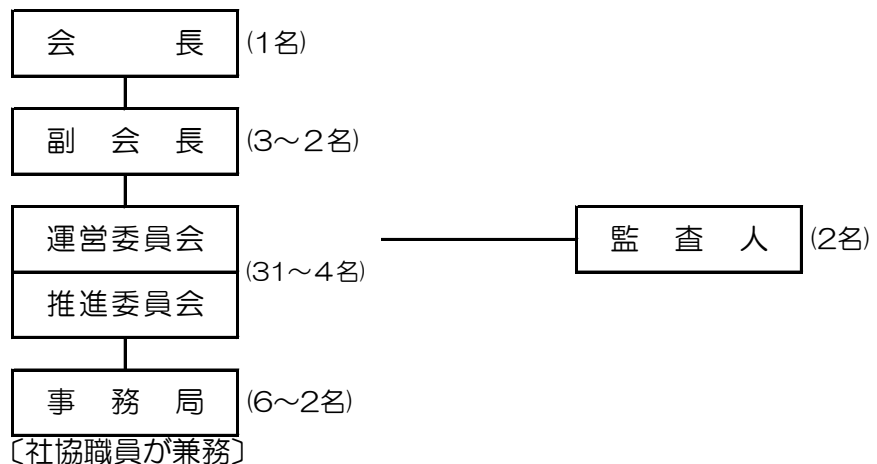 会長 (1名)
副会長 (3～2名)
運営委員会
(31～4名)
推進委員会
監査人 (2名)
事務局 (6～2名)
〔社協職員が兼務〕